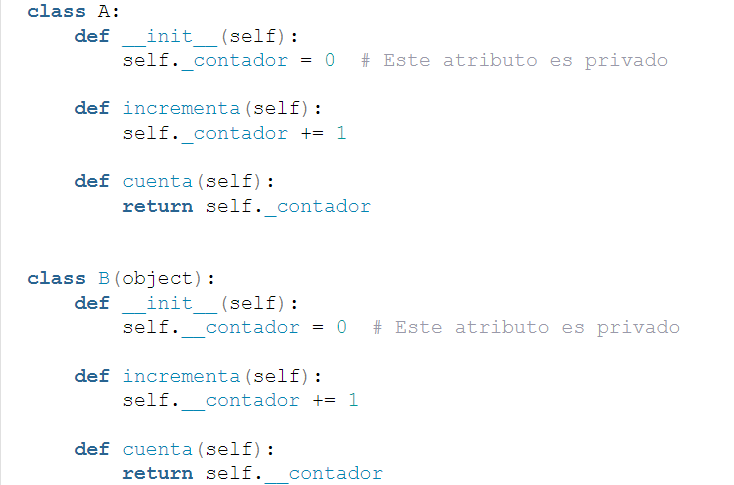 class A:
    def __init__(self):
        self._contador = 0  # Este atributo es privado
    def incrementa(self):
        self._contador += 1
    def cuenta(self):
        return self._contador
class B(object):
    def __init__(self):
        self.__contador = 0  # Este atributo es privado
    def incrementa(self):
        self.__contador += 1
    def cuenta(self):
        return self.__contador